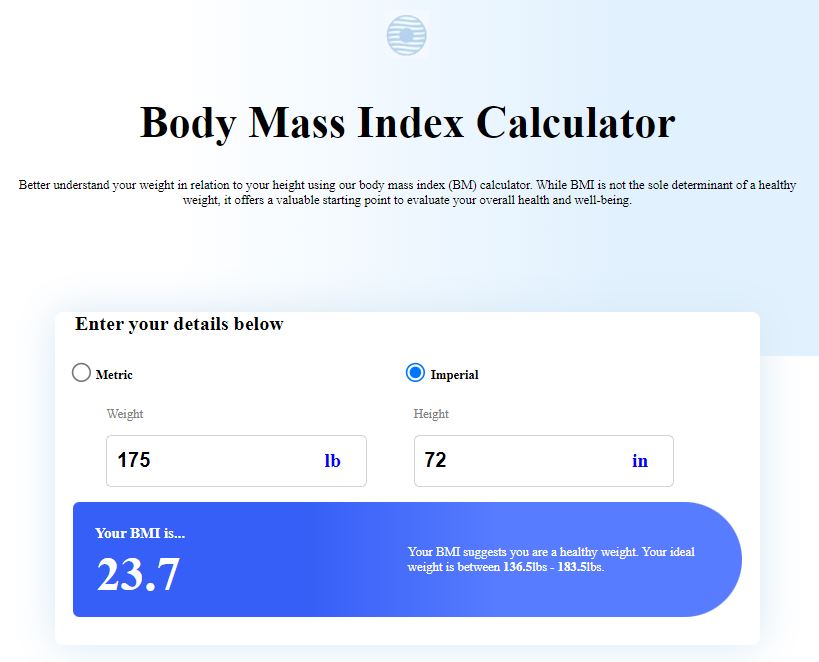 Body Mass Index Calculator
Better understand your weight in relation to your height using our body mass index (BM) calculator. While BMI is not the sole determinant of a healthy
weight, it offers a valuable starting point to evaluate your overall health and well-being.
Enter your details below
Metric Imperial
Weight Height
175 lb 72 in
Your BMI is...
23.7
Your BMI suggests you are a healthy weight. Your ideal
weight is between 136.5lbs - 183.5lbs.